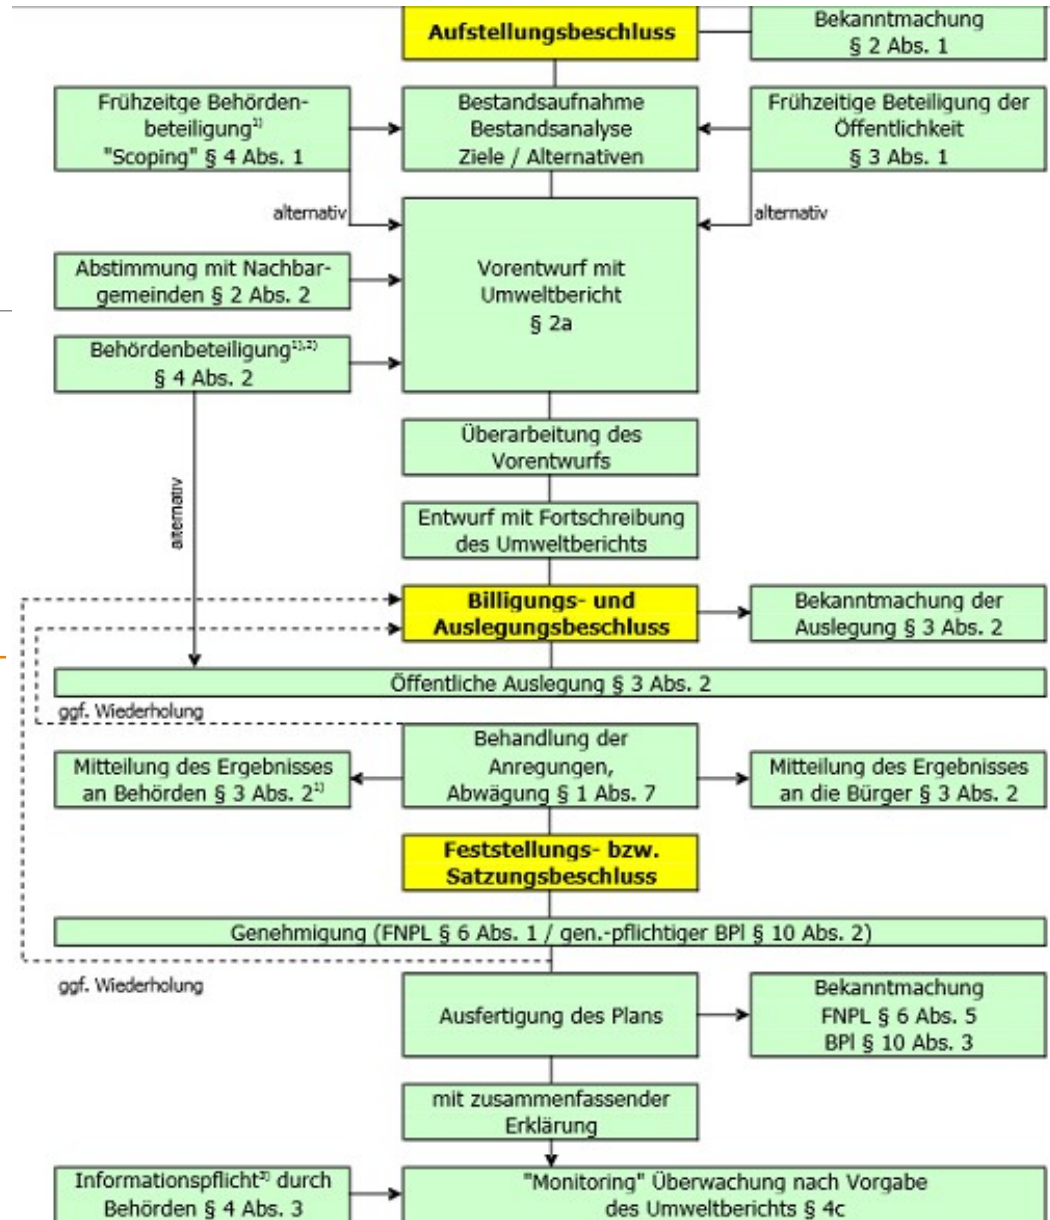 Aufstellungsbeschluss
Bekanntmachung
§ 2 Abs. 1
Frühzeitge Behörden-
beteiligung¹⁾
"Scoping" § 4 Abs. 1
Bestandsaufnahme
Bestandsanalyse
Ziele / Alternativen
Frühzeitige Beteiligung der
Öffentlichkeit
§ 3 Abs. 1
alternativ
alternativ
Abstimmung mit Nachbar-
gemeinden § 2 Abs. 2
Vorentwurf mit
Umweltbericht
§ 2a
Behördenbeteiligung¹⁾,²⁾
§ 4 Abs. 2
alternativ
Überarbeitung des
Vorentwurfs
Entwurf mit Fortschreibung
des Umweltberichts
Billigungs- und
Auslegungsbeschluss
Bekanntmachung der
Auslegung § 3 Abs. 2
Öffentliche Auslegung § 3 Abs. 2
ggf. Wiederholung
Behandlung der
Anregungen,
Abwägung § 1 Abs. 7
Mitteilung des Ergebnisses
an Behörden § 3 Abs. 2¹⁾
Mitteilung des Ergebnisses
an die Bürger § 3 Abs. 2
Feststellungs- bzw.
Satzungsbeschluss
Genehmigung (FNPL § 6 Abs. 1 / gen.-pflichtiger BPl § 10 Abs. 2)
ggf. Wiederholung
Ausfertigung des Plans
Bekanntmachung
FNPL § 6 Abs. 5
BPl § 10 Abs. 3
mit zusammenfassender
Erklärung
Informationspflicht durch
Behörden § 4 Abs. 3
"Monitoring" Überwachung nach Vorgabe
des Umweltberichts § 4c